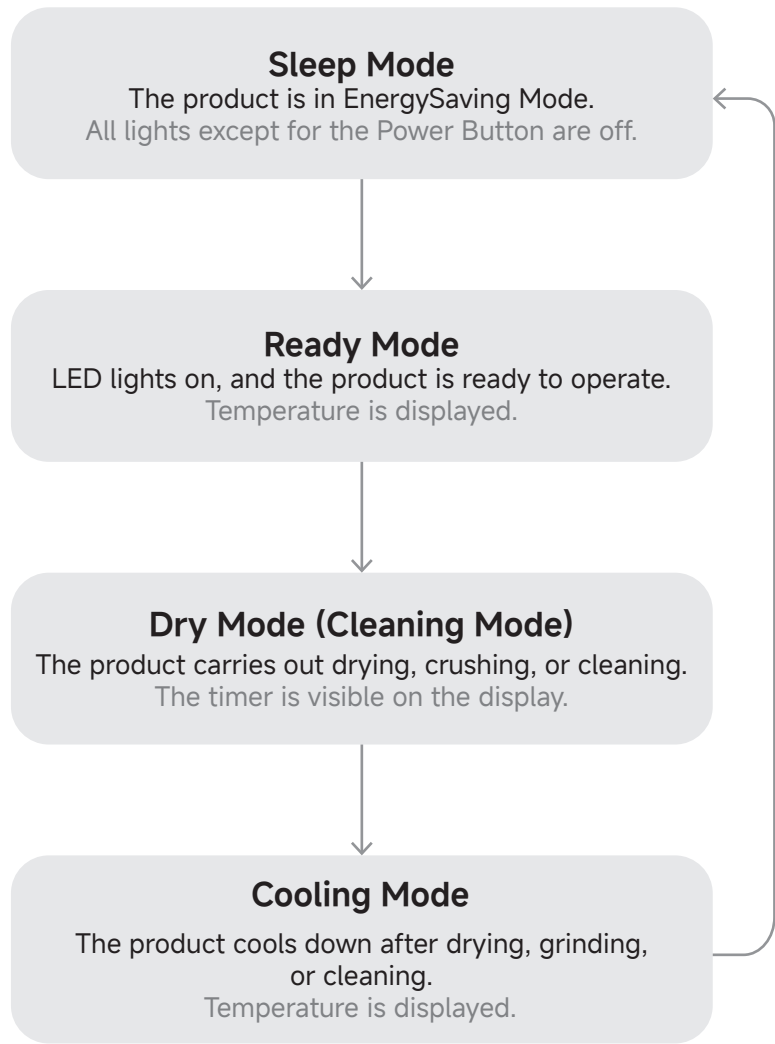 Sleep Mode
The product is in EnergySaving Mode.
All lights except for the Power Button are off.
Ready Mode
LED lights on, and the product is ready to operate.
Temperature is displayed.
Dry Mode (Cleaning Mode)
The product carries out drying, crushing, or cleaning.
The timer is visible on the display.
Cooling Mode
The product cools down after drying, grinding,
or cleaning.
Temperature is displayed.